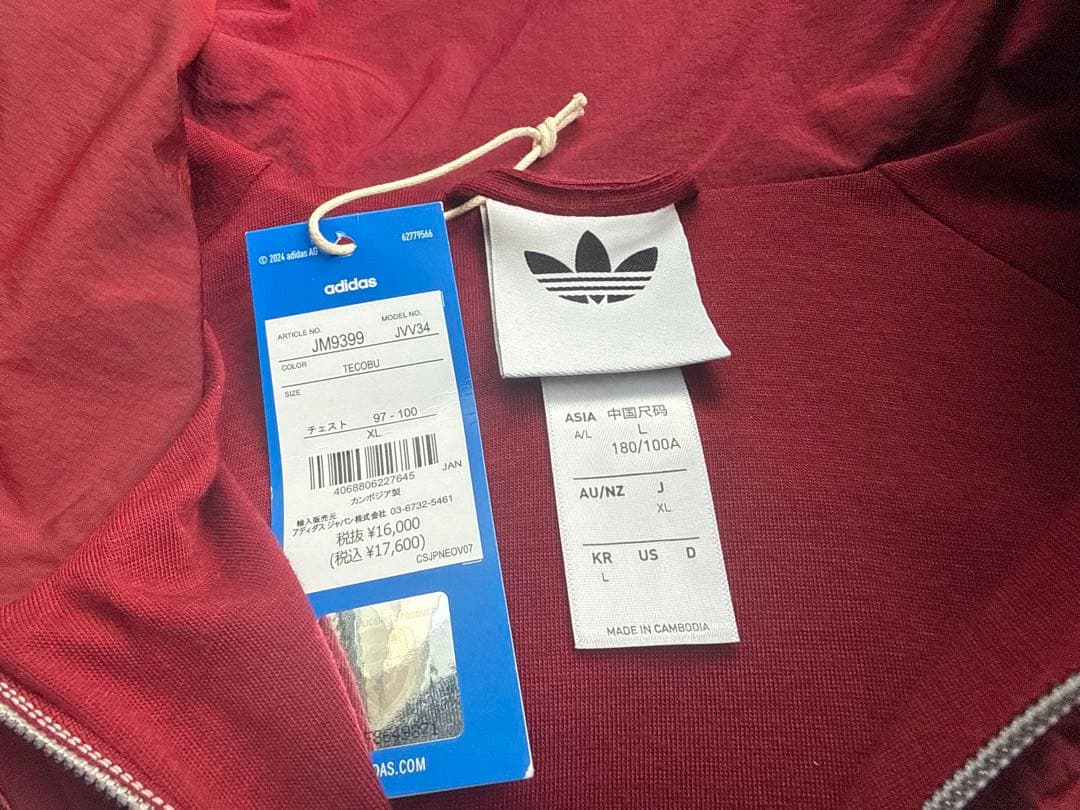 © 2024 adidas AG
62779566
adidas
ARTICLE NO.
MODEL NO.
JM9399
JVV34
COLOR
TECOBU
SIZE
チェスト 97 - 100
XL
JAN
4068806227645
カンボジア製
輸入販売元
アディダス ジャパン株式会社 03-6732-5461
税抜 ¥16,000
(税込 ¥17,600)
CSJPNEOV07
DAS.COM
ASIA 中国尺码
A/L L
180/100A
AU/NZ J
XL
KR US D
L
MADE IN CAMBODIA